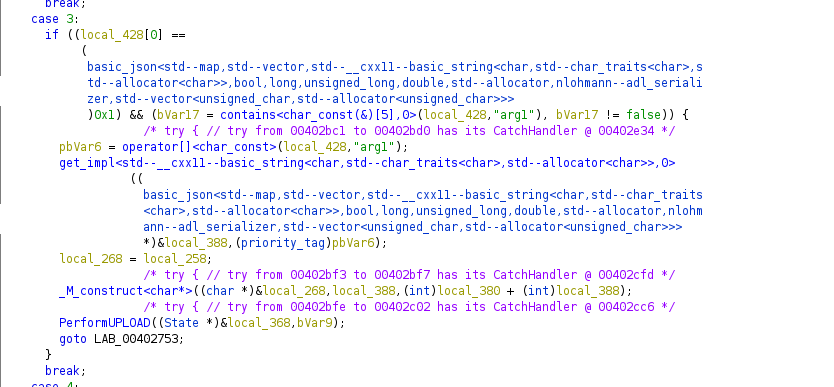 break;
case 3:
if ((local_428[0] ==
(
basic_json<std--map,std--vector,std--__cxx11--basic_string<char,std--char_traits<char>,s
td--allocator<char>>,bool,long,unsigned_long,double,std--allocator,nlohmann--adl_seriali
zer,std--vector<unsigned_char,std--allocator<unsigned_char>>>
)0x1) && (bVar17 = contains<char_const(&)[5],0>(local_428,"arg1"), bVar17 != false)) {
/* try { // try from 00402bc1 to 00402bd0 has its CatchHandler @ 00402e34 */
pbVar6 = operator[]<char_const>(local_428,"arg1");
get_impl<std--__cxx11--basic_string<char,std--char_traits<char>,std--allocator<char>>,0>
((
basic_json<std--map,std--vector,std--__cxx11--basic_string<char,std--char_traits
<char>,std--allocator<char>>,bool,long,unsigned_long,double,std--allocator,nlohm
ann--adl_serializer,std--vector<unsigned_char,std--allocator<unsigned_char>>>
*)&local_388,(priority_tag)pbVar6);
local_268 = local_258;
/* try { // try from 00402bf3 to 00402bf7 has its CatchHandler @ 00402cfd */
_M_construct<char*>((char *)&local_268,local_388,(int)local_380 + (int)local_388);
/* try { // try from 00402bfe to 00402c02 has its CatchHandler @ 00402cc6 */
PerformUPLOAD((State *)&local_368,bVar9);
goto LAB_00402753;
}
break;
case 4: